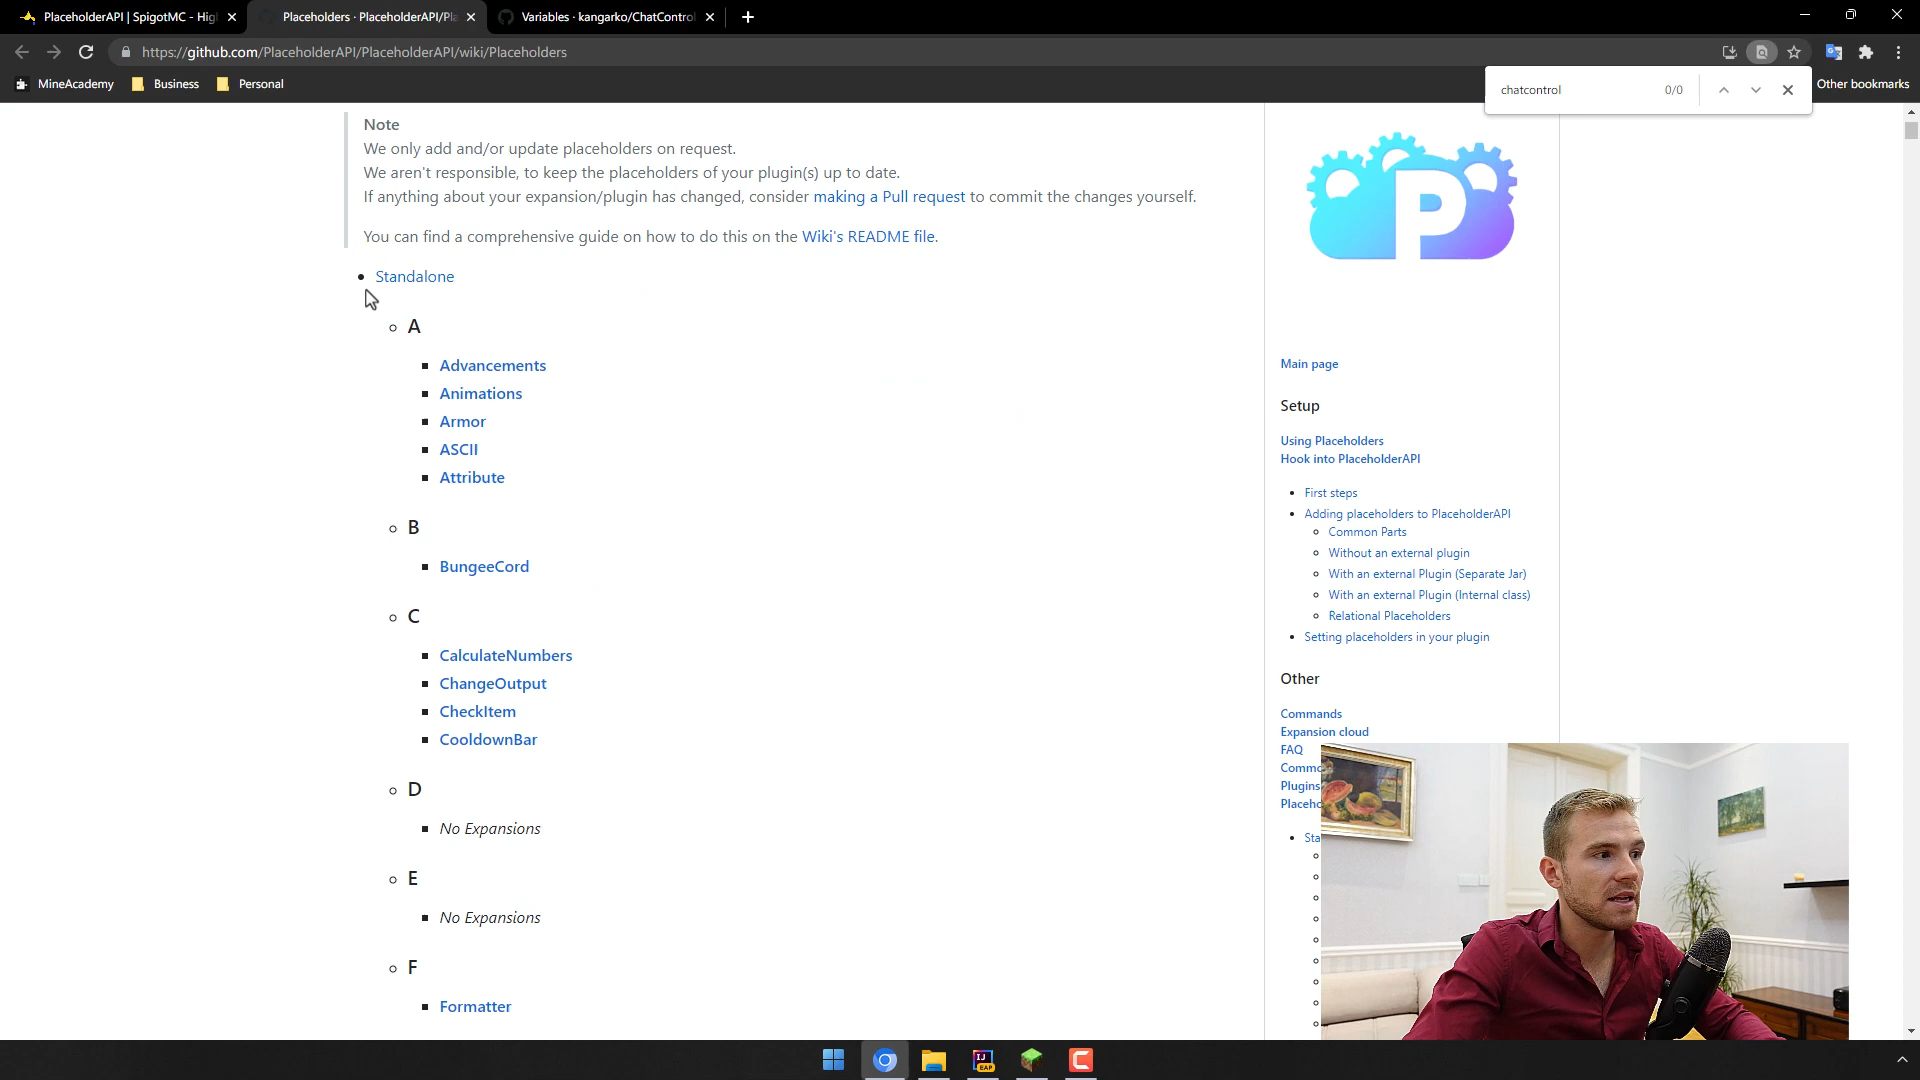 PlaceholderAPI | SpigotMC - Hig
Placeholders · PlaceholderAPI/Pla
Variables · kangarko/ChatControl
https://github.com/PlaceholderAPI/PlaceholderAPI/wiki/Placeholders
MineAcademy
Business
Personal
chatcontrol
0/0
Other bookmarks
Note
We only add and/or update placeholders on request.
We aren't responsible, to keep the placeholders of your plugin(s) up to date.
If anything about your expansion/plugin has changed, consider making a Pull request to commit the changes yourself.
You can find a comprehensive guide on how to do this on the Wiki's README file.
Standalone
A
Advancements
Animations
Armor
ASCII
Attribute
B
BungeeCord
C
CalculateNumbers
ChangeOutput
CheckItem
CooldownBar
D
No Expansions
E
No Expansions
F
Formatter
P
Main page
Setup
Using Placeholders
Hook into PlaceholderAPI
First steps
Adding placeholders to PlaceholderAPI
Common Parts
Without an external plugin
With an external Plugin (Separate Jar)
With an external Plugin (Internal class)
Relational Placeholders
Setting placeholders in your plugin
Other
Commands
Expansion cloud
FAQ
Commo
Plugins
Placeho
Sta
IJ
EAP